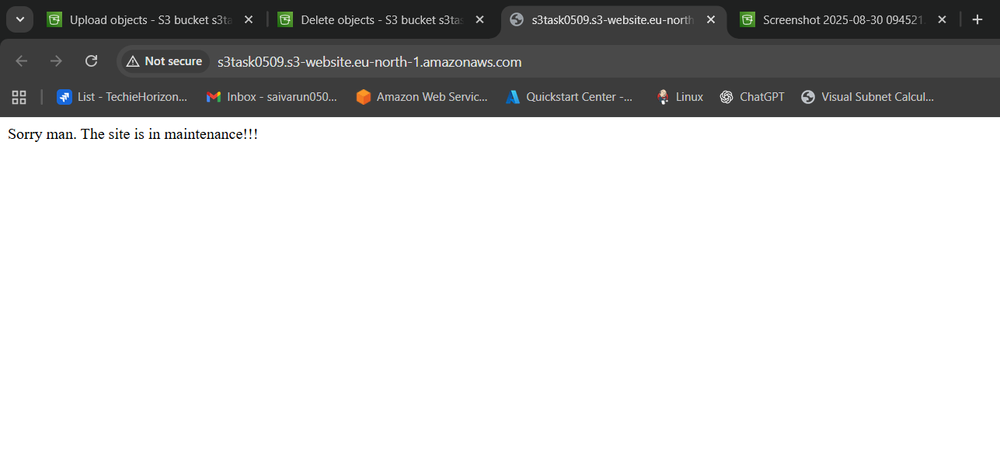 Upload objects - S3 bucket s3ta
Delete objects - S3 bucket s3tas
s3task0509.s3-website.eu-north
Screenshot 2025-08-30 094521.
Not secure
s3task0509.s3-website.eu-north-1.amazonaws.com
List - TechieHorizon...
Inbox - saivarun050...
Amazon Web Servic...
Quickstart Center -...
Linux
ChatGPT
Visual Subnet Calcul...
Sorry man. The site is in maintenance!!!